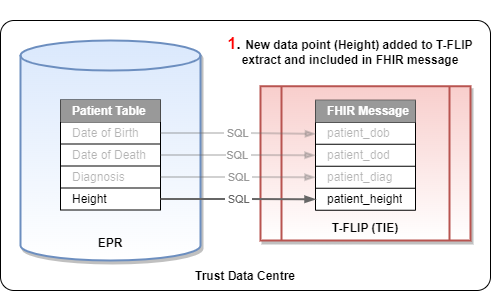 1. New data point (Height) added to T-FLIP
extract and included in FHIR message
Patient Table
FHIR Message
Date of Birth SQL patient_dob
Date of Death SQL patient_dod
Diagnosis SQL patient_diag
Height SQL patient_height
EPR
T-FLIP (TIE)
Trust Data Centre